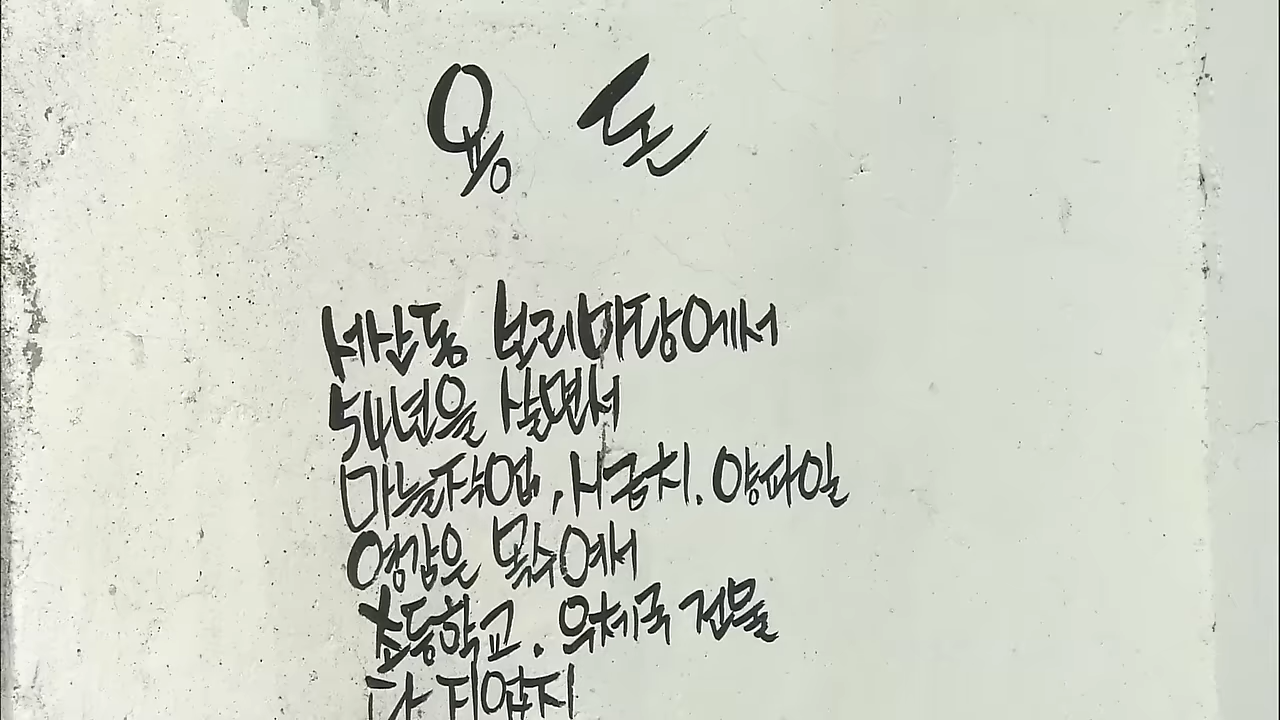 용 돈
서산동 보리마당에서
54년을 살면서
마늘작업, 시금치. 양파일
영감은 목수여서
초등학교. 우체국 건물
다 지었지